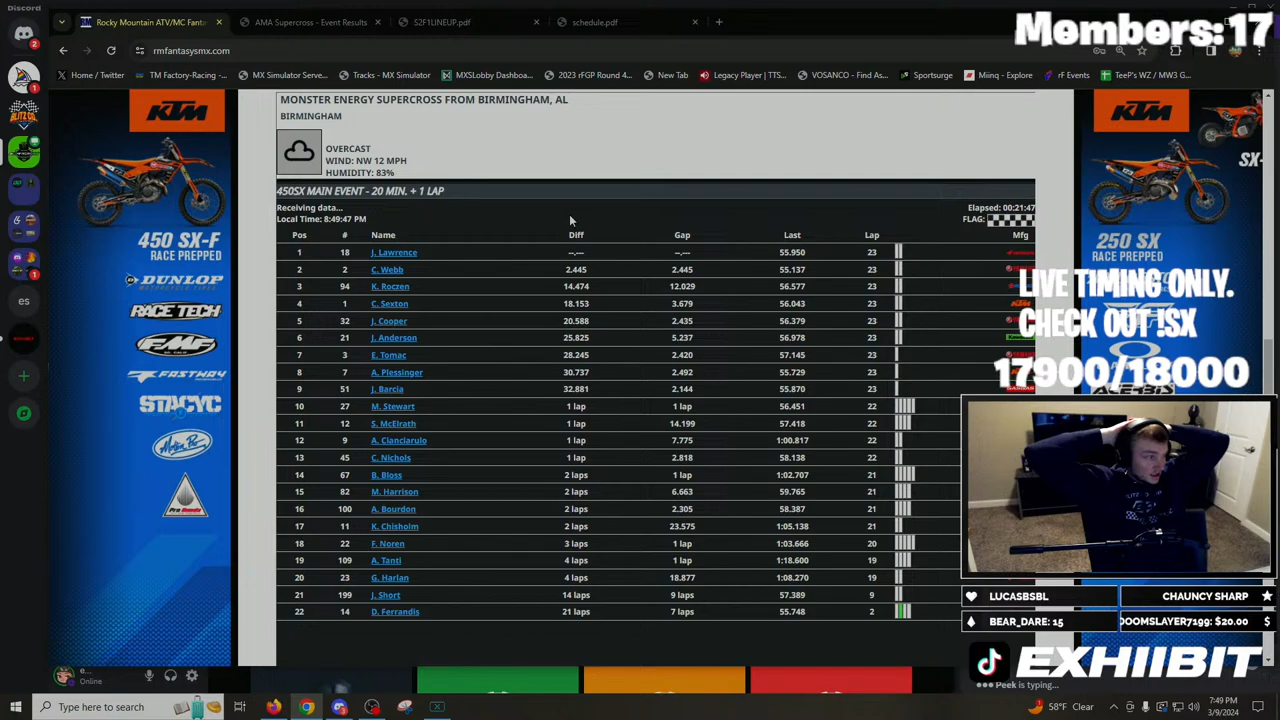 Discord
Rocky Mountain ATV/MC Fanta
AMA Supercross - Event Results
S2F1LINEUP.pdf
schedule.pdf
Members:17
rmfantasysmx.com
Home / Twitter
TM Factory-Racing -...
MX Simulator Serve...
Tracks - MX Simulator
MXSLobby Dashboa...
2023 rFGP Round 4...
New Tab
Legacy Player | TTS...
VOSANCO - Find As...
Sportsurge
Miinq - Explore
rF Events
TeeP's WZ / MW3 G...
KTM
450 SX-F
RACE PREPPED
DUNLOP
MOTORCYCLE TIRES
RACE TECH
FMF
FASTWAY
STACYC
Motion Pro
Pro Honda
MONSTER ENERGY SUPERCROSS FROM BIRMINGHAM, AL
BIRMINGHAM
OVERCAST
WIND: NW 12 MPH
HUMIDITY: 83%
450SX MAIN EVENT - 20 MIN. + 1 LAP
Receiving data...
Elapsed: 00:21:47
Local Time: 8:49:47 PM
FLAG:
Pos # Name Diff Gap Last Lap Mfg
1 18 J. Lawrence --.--- --.--- 55.950 23
2 2 C. Webb 2.445 2.445 55.137 23
3 94 K. Roczen 14.474 12.029 56.577 23
4 1 C. Sexton 18.153 3.679 56.043 23
5 32 J. Cooper 20.588 2.435 56.379 23
6 21 J. Anderson 25.825 5.237 56.978 23
7 3 E. Tomac 28.245 2.420 57.145 23
8 7 A. Plessinger 30.737 2.492 55.729 23
9 51 J. Barcia 32.881 2.144 55.870 23
10 27 M. Stewart 1 lap 1 lap 56.451 22
11 12 S. McElrath 1 lap 14.199 57.418 22
12 9 A. Cianciarulo 1 lap 7.775 1:00.817 22
13 45 C. Nichols 1 lap 2.818 58.138 22
14 67 B. Bloss 2 laps 1 lap 1:02.707 21
15 82 M. Harrison 2 laps 6.663 59.765 21
16 100 A. Bourdon 2 laps 2.305 58.387 21
17 11 K. Chisholm 2 laps 23.575 1:05.138 21
18 22 F. Noren 3 laps 1 lap 1:03.666 20
19 109 A. Tanti 4 laps 1 lap 1:18.600 19
20 23 G. Harlan 4 laps 18.877 1:08.270 19
21 199 J. Short 14 laps 9 laps 57.389 9
22 14 D. Ferrandis 21 laps 7 laps 55.748 2
KTM
SX-
250 SX
RACE PREPPED
LIVE TIMING ONLY.
CHECK OUT !SX
17900/18000
LUCASBSBL
CHAUNCY SHARP
BEAR_DARE: 15
DOOMSLAYER7199: $20.00
EXHIIBIT
Peek is typing...
es
e...
Online
Type here to search
58°F Clear
7:49 PM
3/9/2024